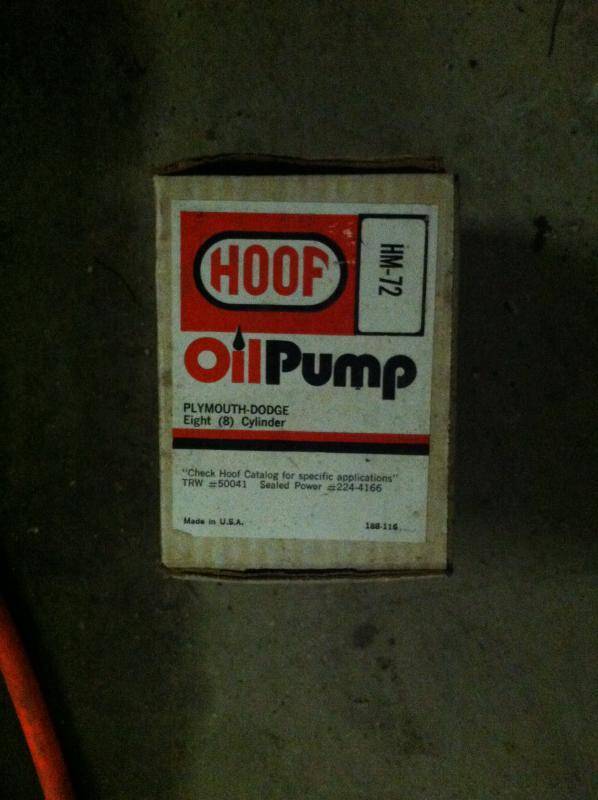 HOOF
HM-72
OilPump
PLYMOUTH-DODGE
Eight (8) Cylinder
"Check Hoof Catalog for specific applications"
TRW #50041 Sealed Power #224-4166
Made in U.S.A. 188-116